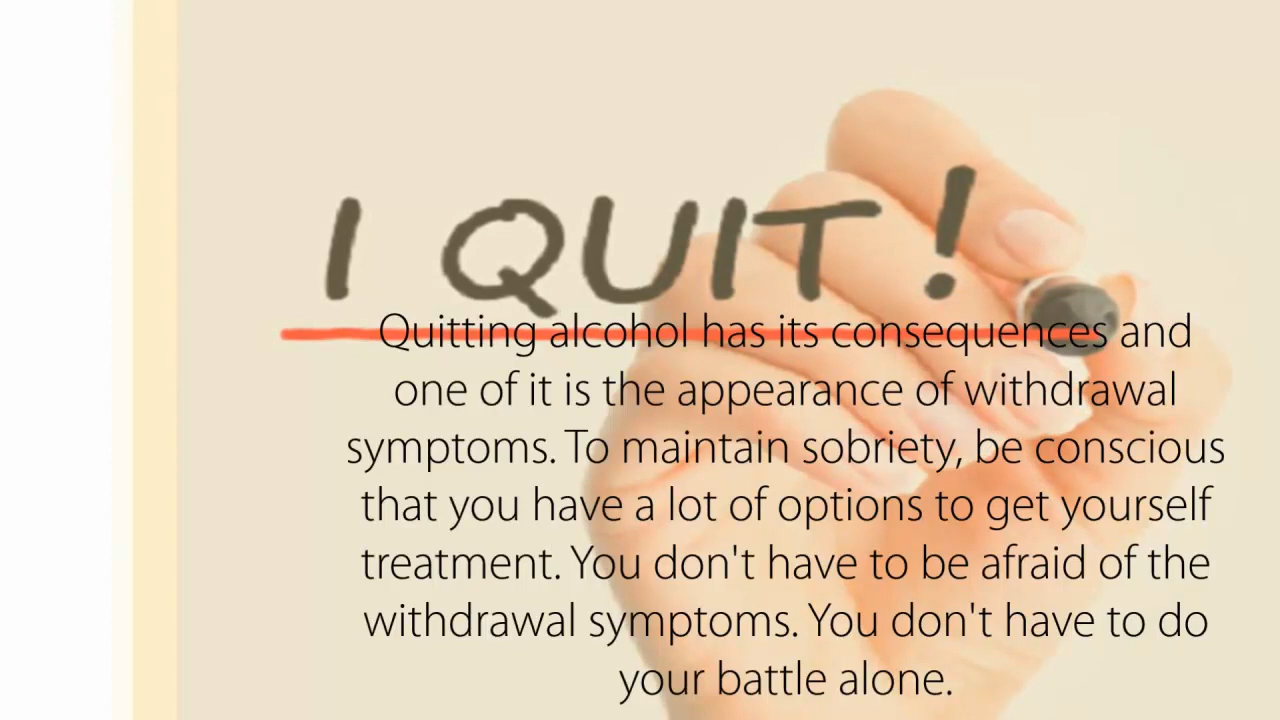 I QUIT!
Quitting alcohol has its consequences and
one of it is the appearance of withdrawal
symptoms. To maintain sobriety, be conscious
that you have a lot of options to get yourself
treatment. You don't have to be afraid of the
withdrawal symptoms. You don't have to do
your battle alone.